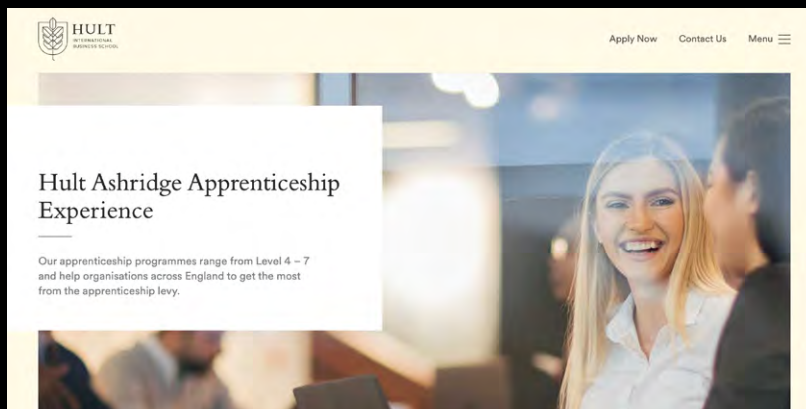 HULT
INTERNATIONAL
BUSINESS SCHOOL
Apply Now Contact Us Menu
Hult Ashridge Apprenticeship
Experience
Our apprenticeship programmes range from Level 4 – 7
and help organisations across England to get the most
from the apprenticeship levy.